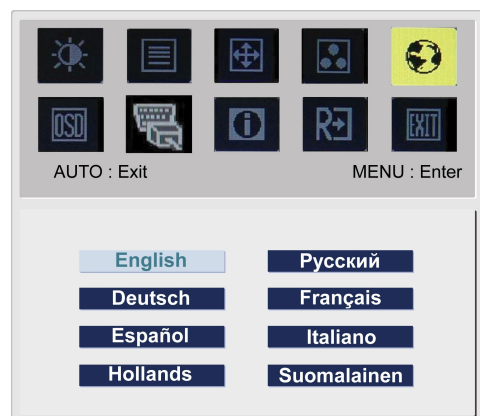 OSD
R
EXIT
AUTO : Exit MENU : Enter
English Русский
Deutsch Français
Español Italiano
Hollands Suomalainen